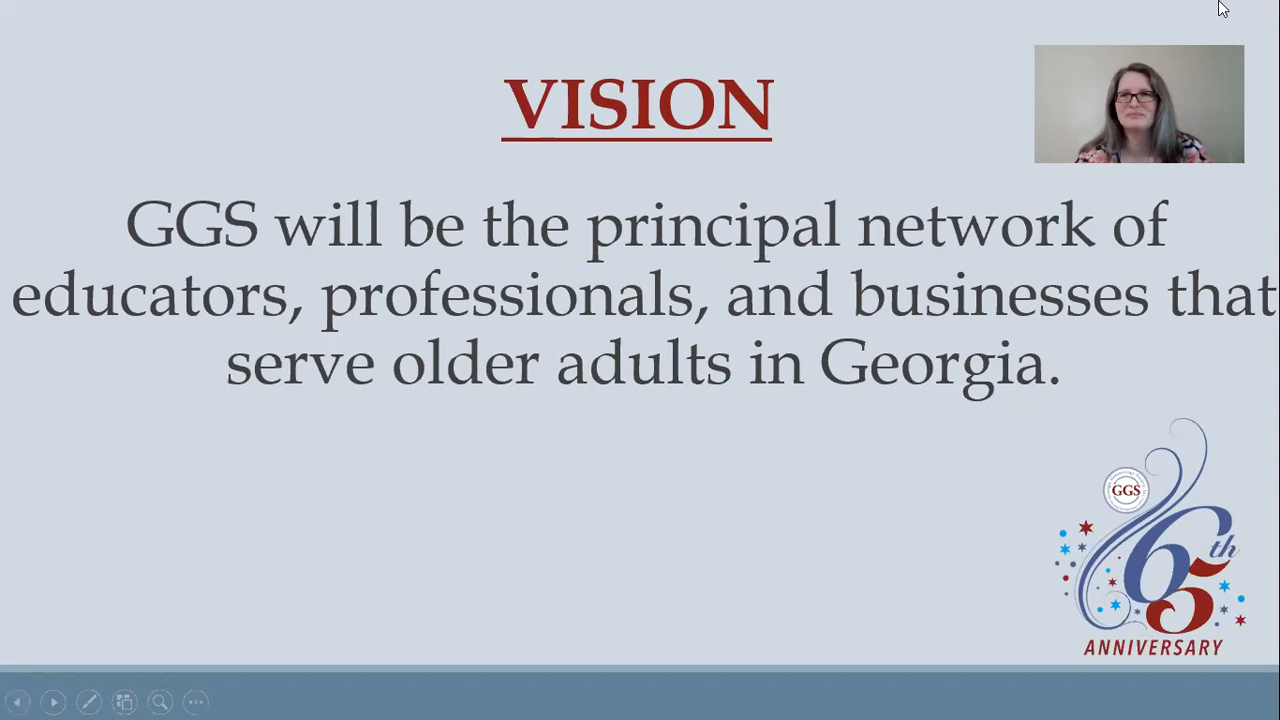 VISION
GGS will be the principal network of
educators, professionals, and businesses that
serve older adults in Georgia.
GGS
65th
ANNIVERSARY